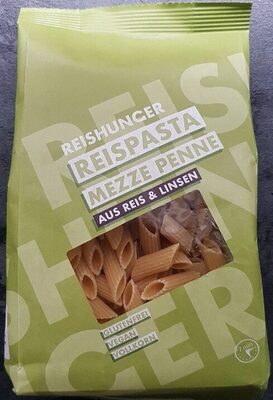 REISHUNGER
REISPASTA
MEZZE PENNE
AUS REIS & LINSEN
GLUTENFREI
VEGAN
VOLLKORN